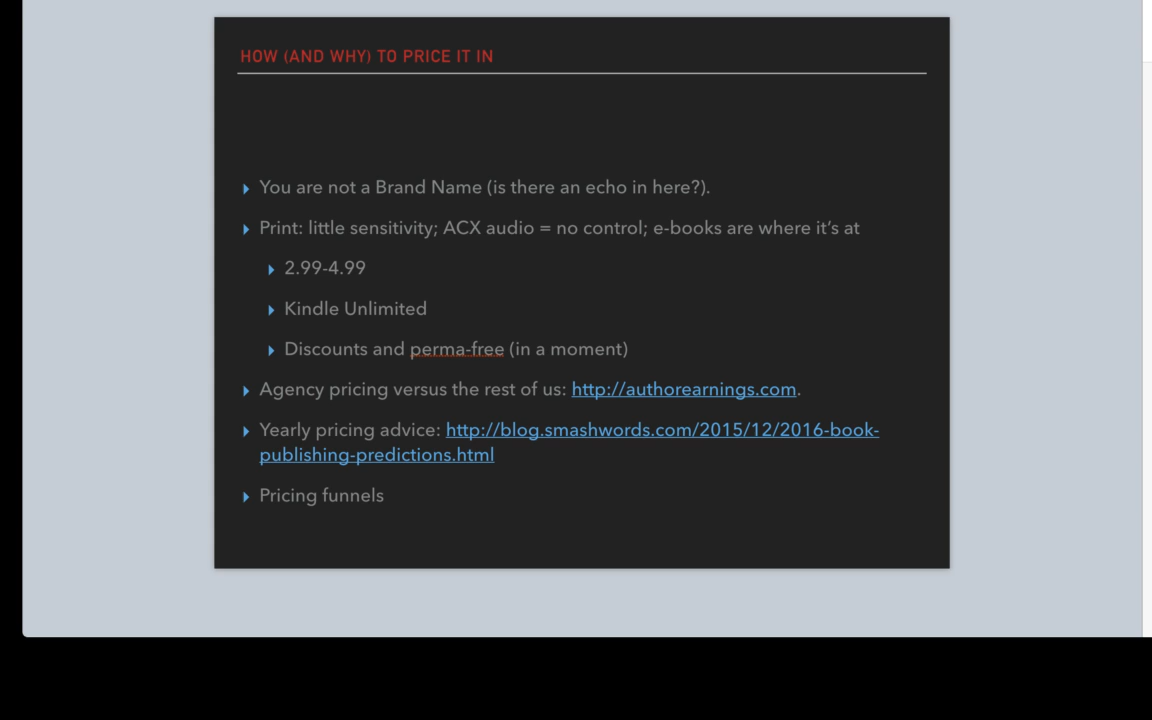 HOW (AND WHY) TO PRICE IT IN
You are not a Brand Name (is there an echo in here?).
Print: little sensitivity; ACX audio = no control; e-books are where it’s at
2.99-4.99
Kindle Unlimited
Discounts and perma-free (in a moment)
Agency pricing versus the rest of us: http://authorearnings.com.
Yearly pricing advice: http://blog.smashwords.com/2015/12/2016-book-
publishing-predictions.html
Pricing funnels